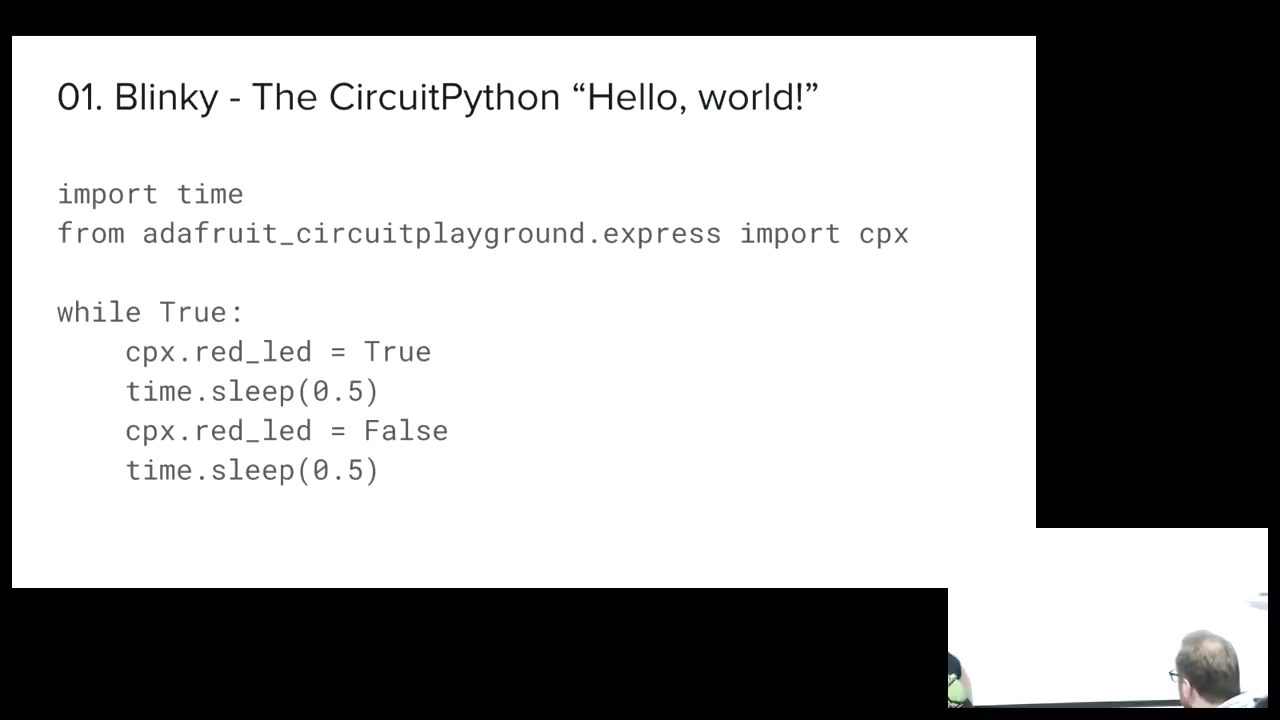 01. Blinky - The CircuitPython “Hello, world!”
import time
from adafruit_circuitplayground.express import cpx
while True:
    cpx.red_led = True
    time.sleep(0.5)
    cpx.red_led = False
    time.sleep(0.5)